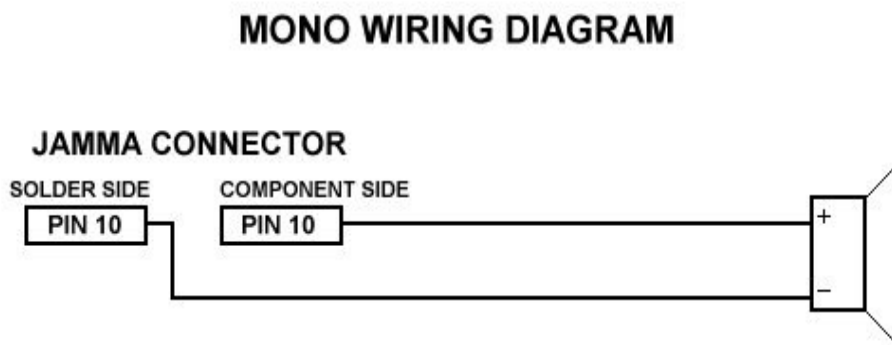 MONO WIRING DIAGRAM
JAMMA CONNECTOR
SOLDER SIDE COMPONENT SIDE
PIN 10 PIN 10 +
−